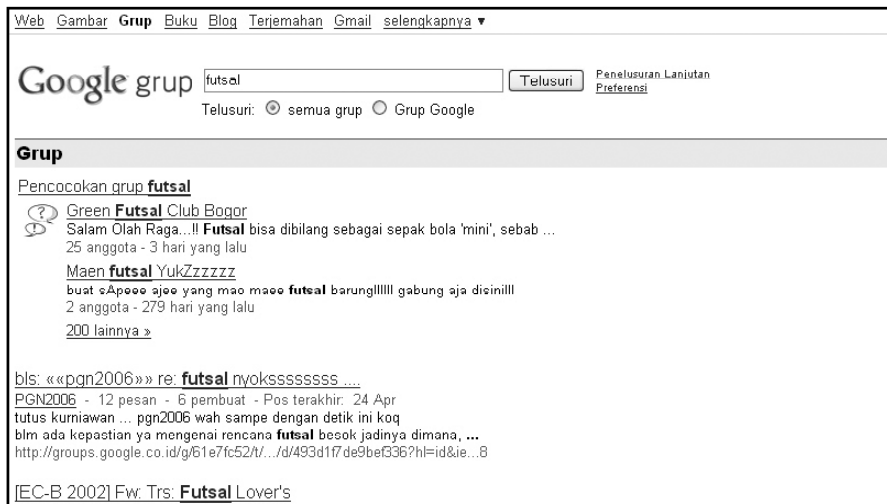 Web Gambar Grup Buku Blog Terjemahan Gmail selengkapnya ▼
Google grup futsal Telusuri Penelusuran Lanjutan
Preferensi
Telusuri: semua grup Grup Google
Grup
Pencocokan grup futsal
Green Futsal Club Bogor
Salam Olah Raga...!! Futsal bisa dibilang sebagai sepak bola 'mini', sebab ...
25 anggota - 3 hari yang lalu
Maen futsal YukZzzzzz
buat sApeee ajee yang mao maee futsal barungllllll gabung aja disinilll
2 anggota - 279 hari yang lalu
200 lainnya »
bls: ««pgn2006»» re: futsal nyokssssssss ....
PGN2006 - 12 pesan - 6 pembuat - Pos terakhir: 24 Apr
tutus kurniawan ... pgn2006 wah sampe dengan detik ini koq
blm ada kepastian ya mengenai rencana futsal besok jadinya dimana, ...
http://groups.google.co.id/g/61e7fc52/t/.../d/493d1f7de9bef336?hl=id&ie...8
[EC-B 2002] Fw: Trs: Futsal Lover's